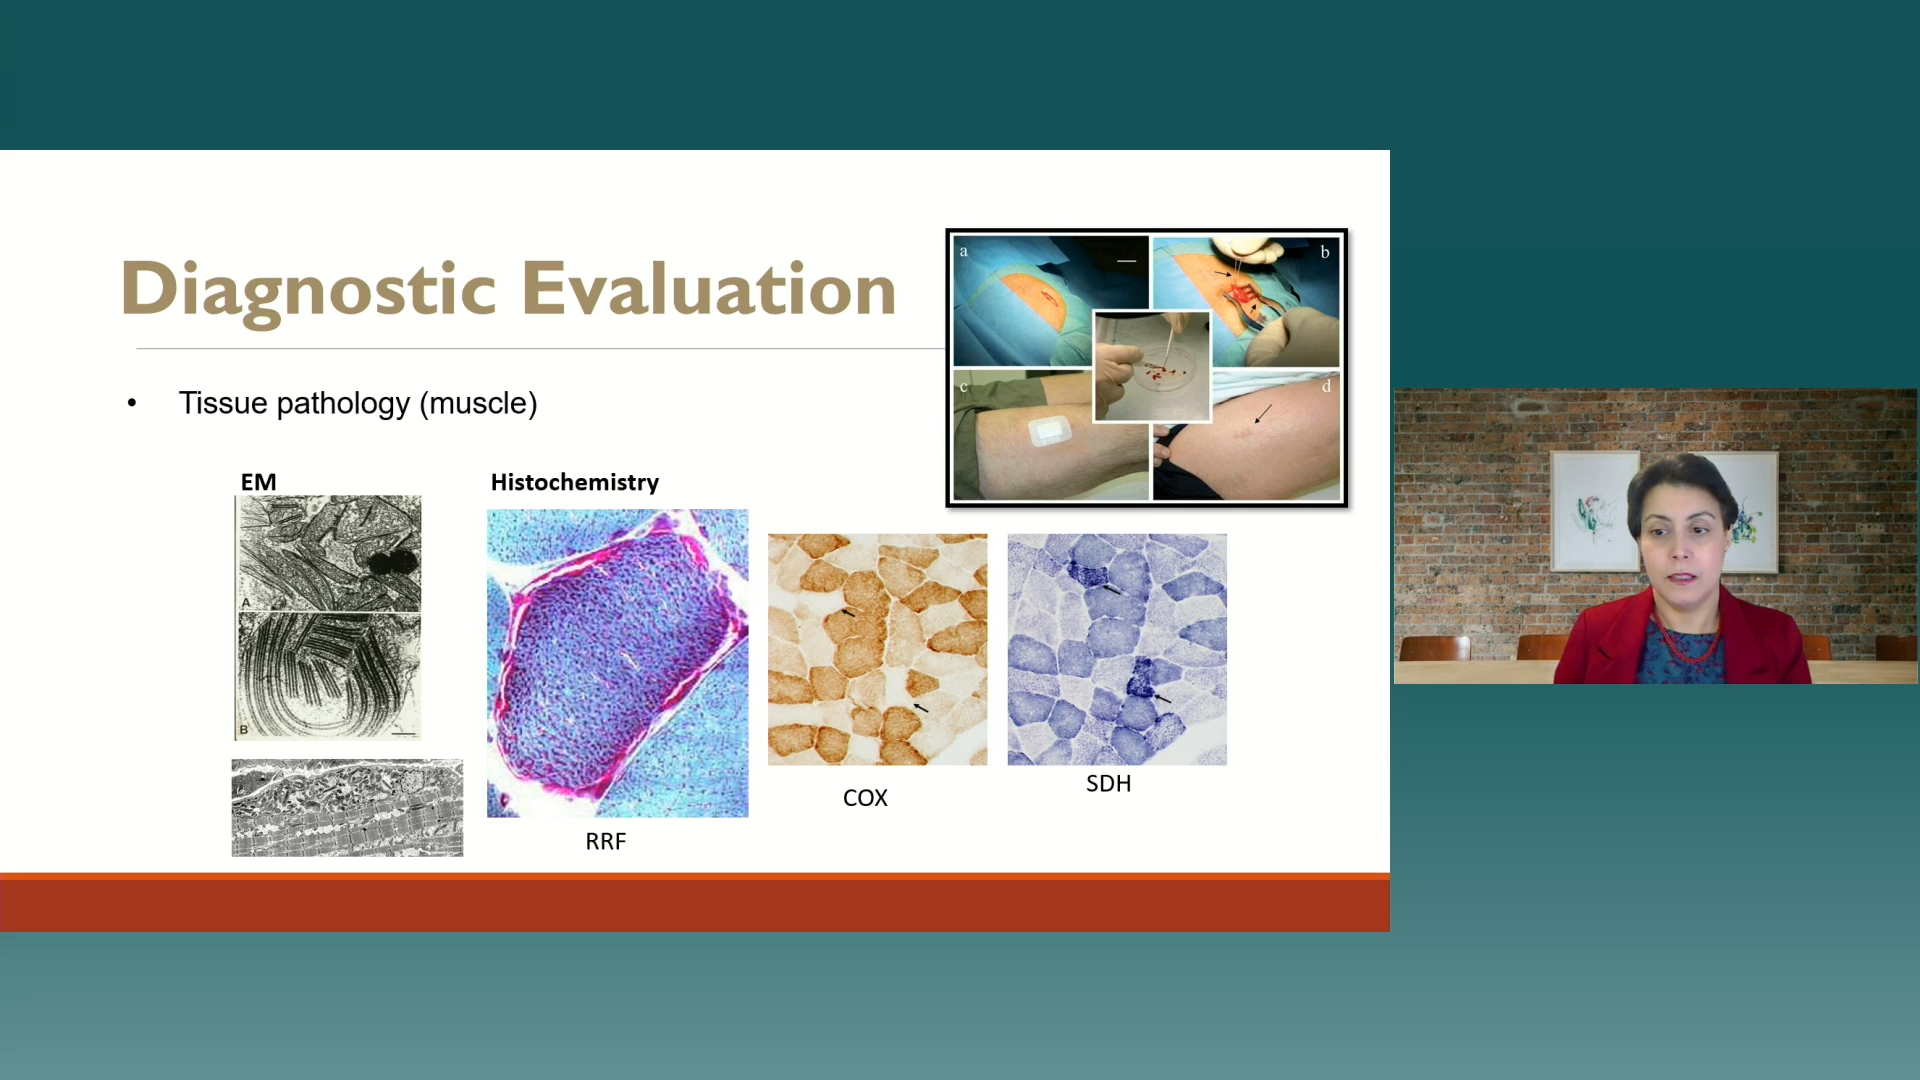 Diagnostic Evaluation
a
b
c
d
• Tissue pathology (muscle)
EM
Histochemistry
A
B
RRF
COX
SDH